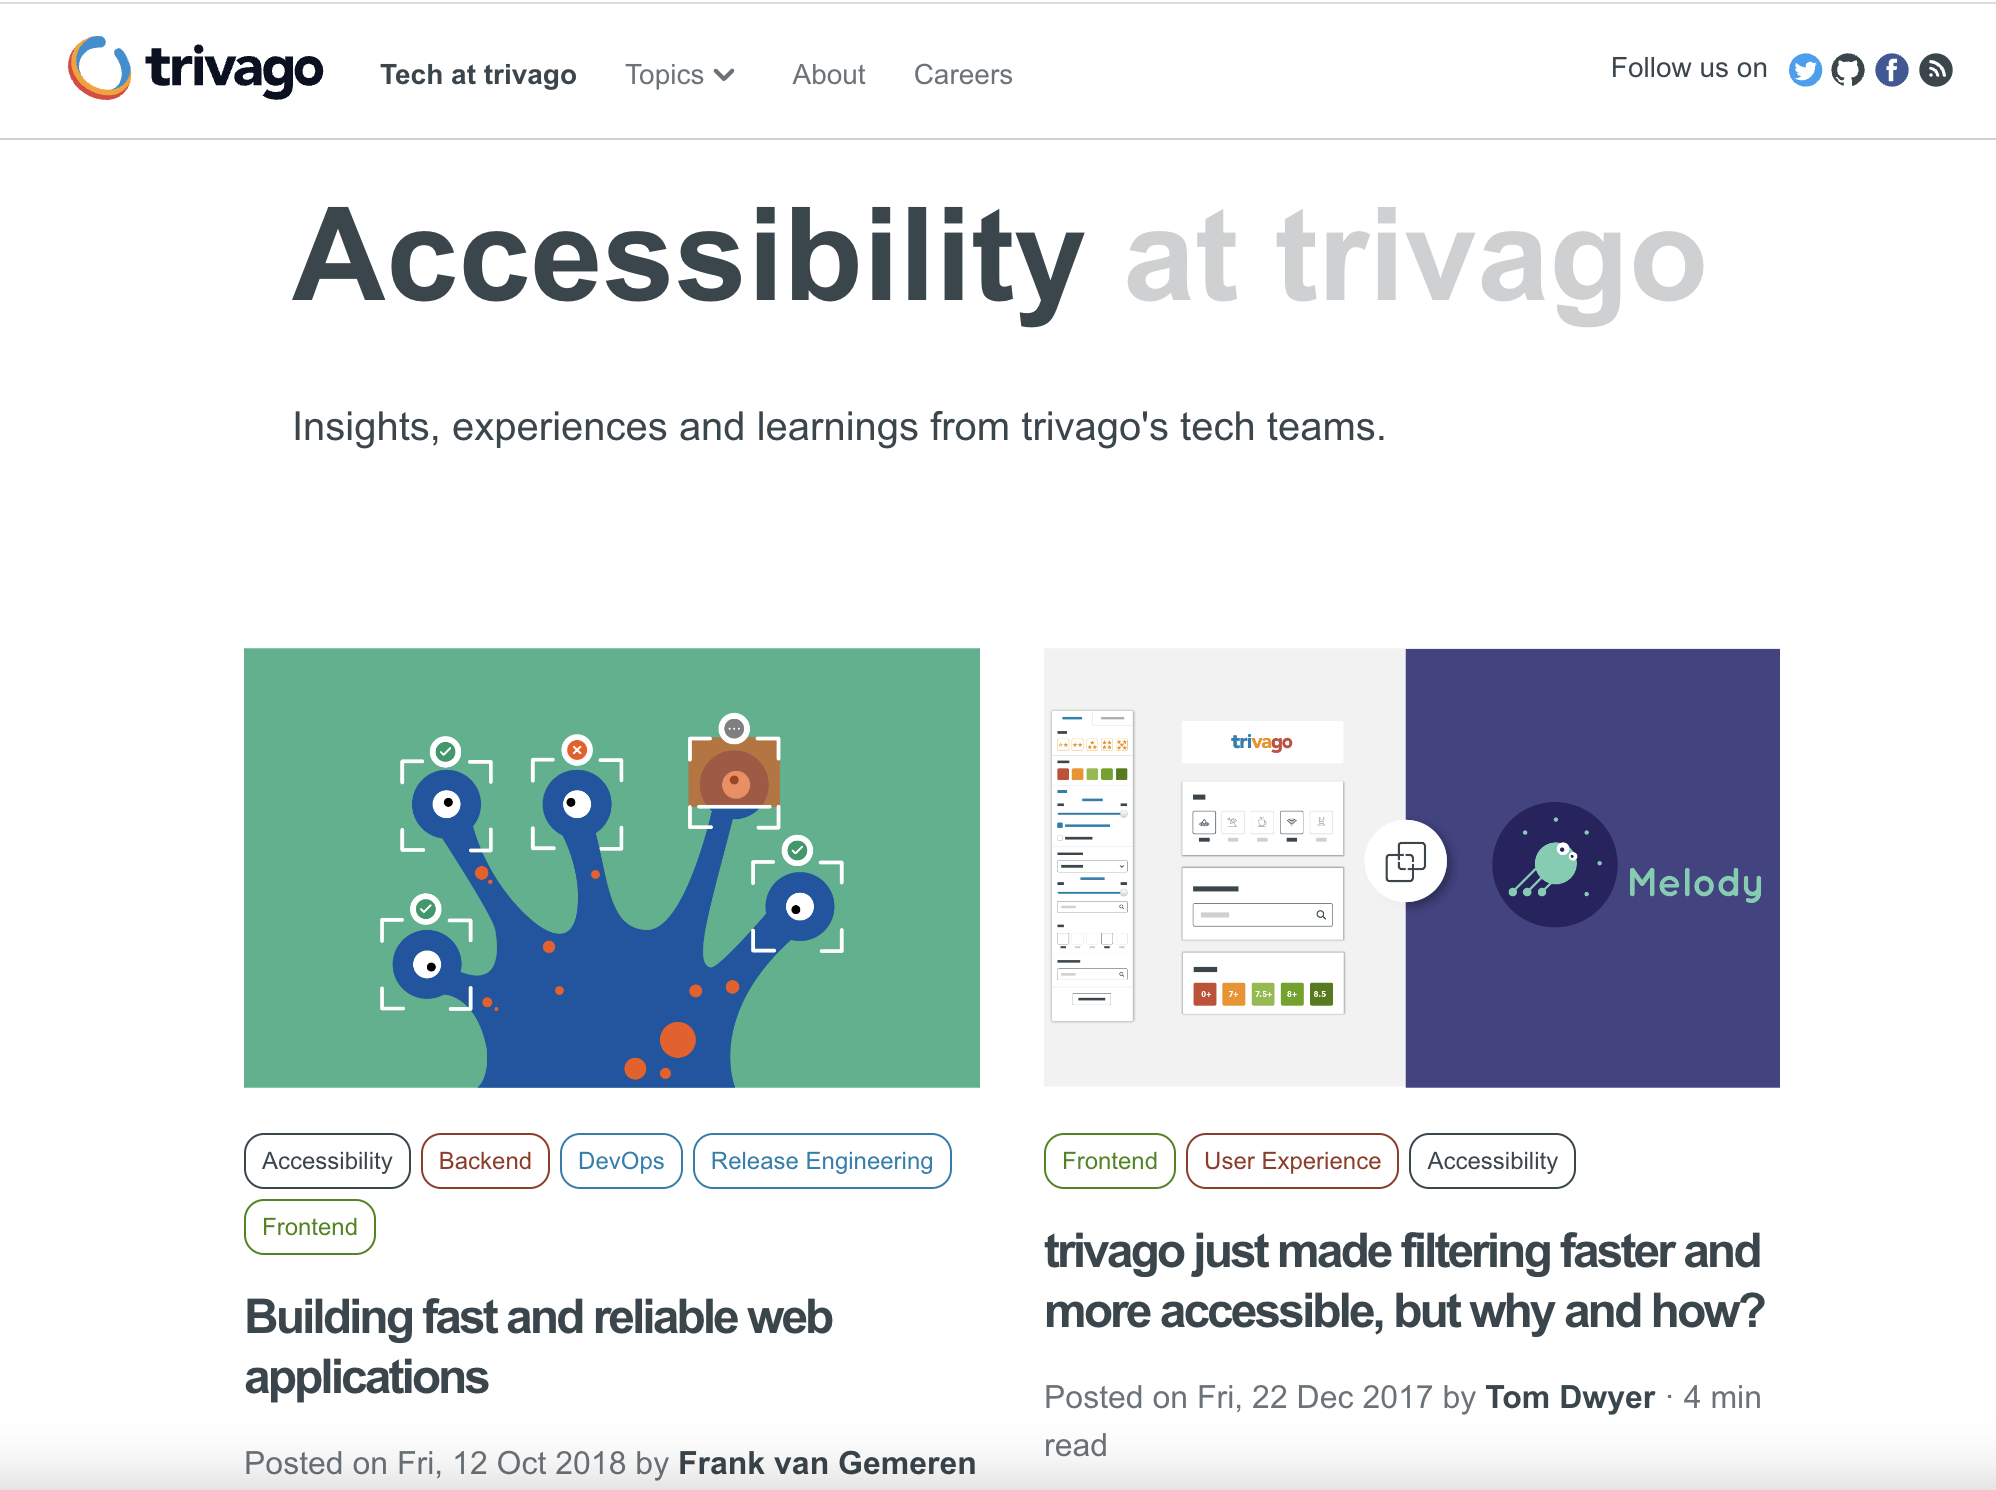 trivago
Tech at trivago
Topics
About
Careers
Follow us on
Accessibility at trivago
Insights, experiences and learnings from trivago's tech teams.
trivago
0+ 7+ 7.5+ 8+ 8.5
Melody
Accessibility
Backend
DevOps
Release Engineering
Frontend
Building fast and reliable web
applications
Posted on Fri, 12 Oct 2018 by Frank van Gemeren
Frontend
User Experience
Accessibility
trivago just made filtering faster and
more accessible, but why and how?
Posted on Fri, 22 Dec 2017 by Tom Dwyer · 4 min
read